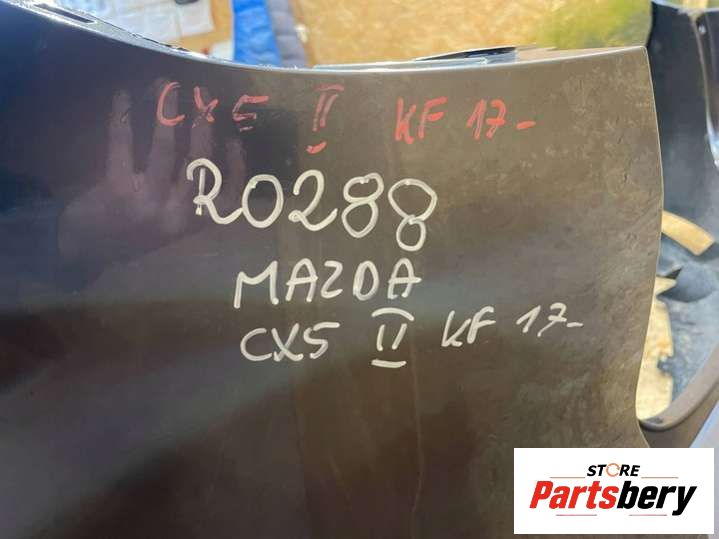 CX5 II KF 17-
R0288
MAZDA
CX5 II KF 17-
STORE
Partsbery